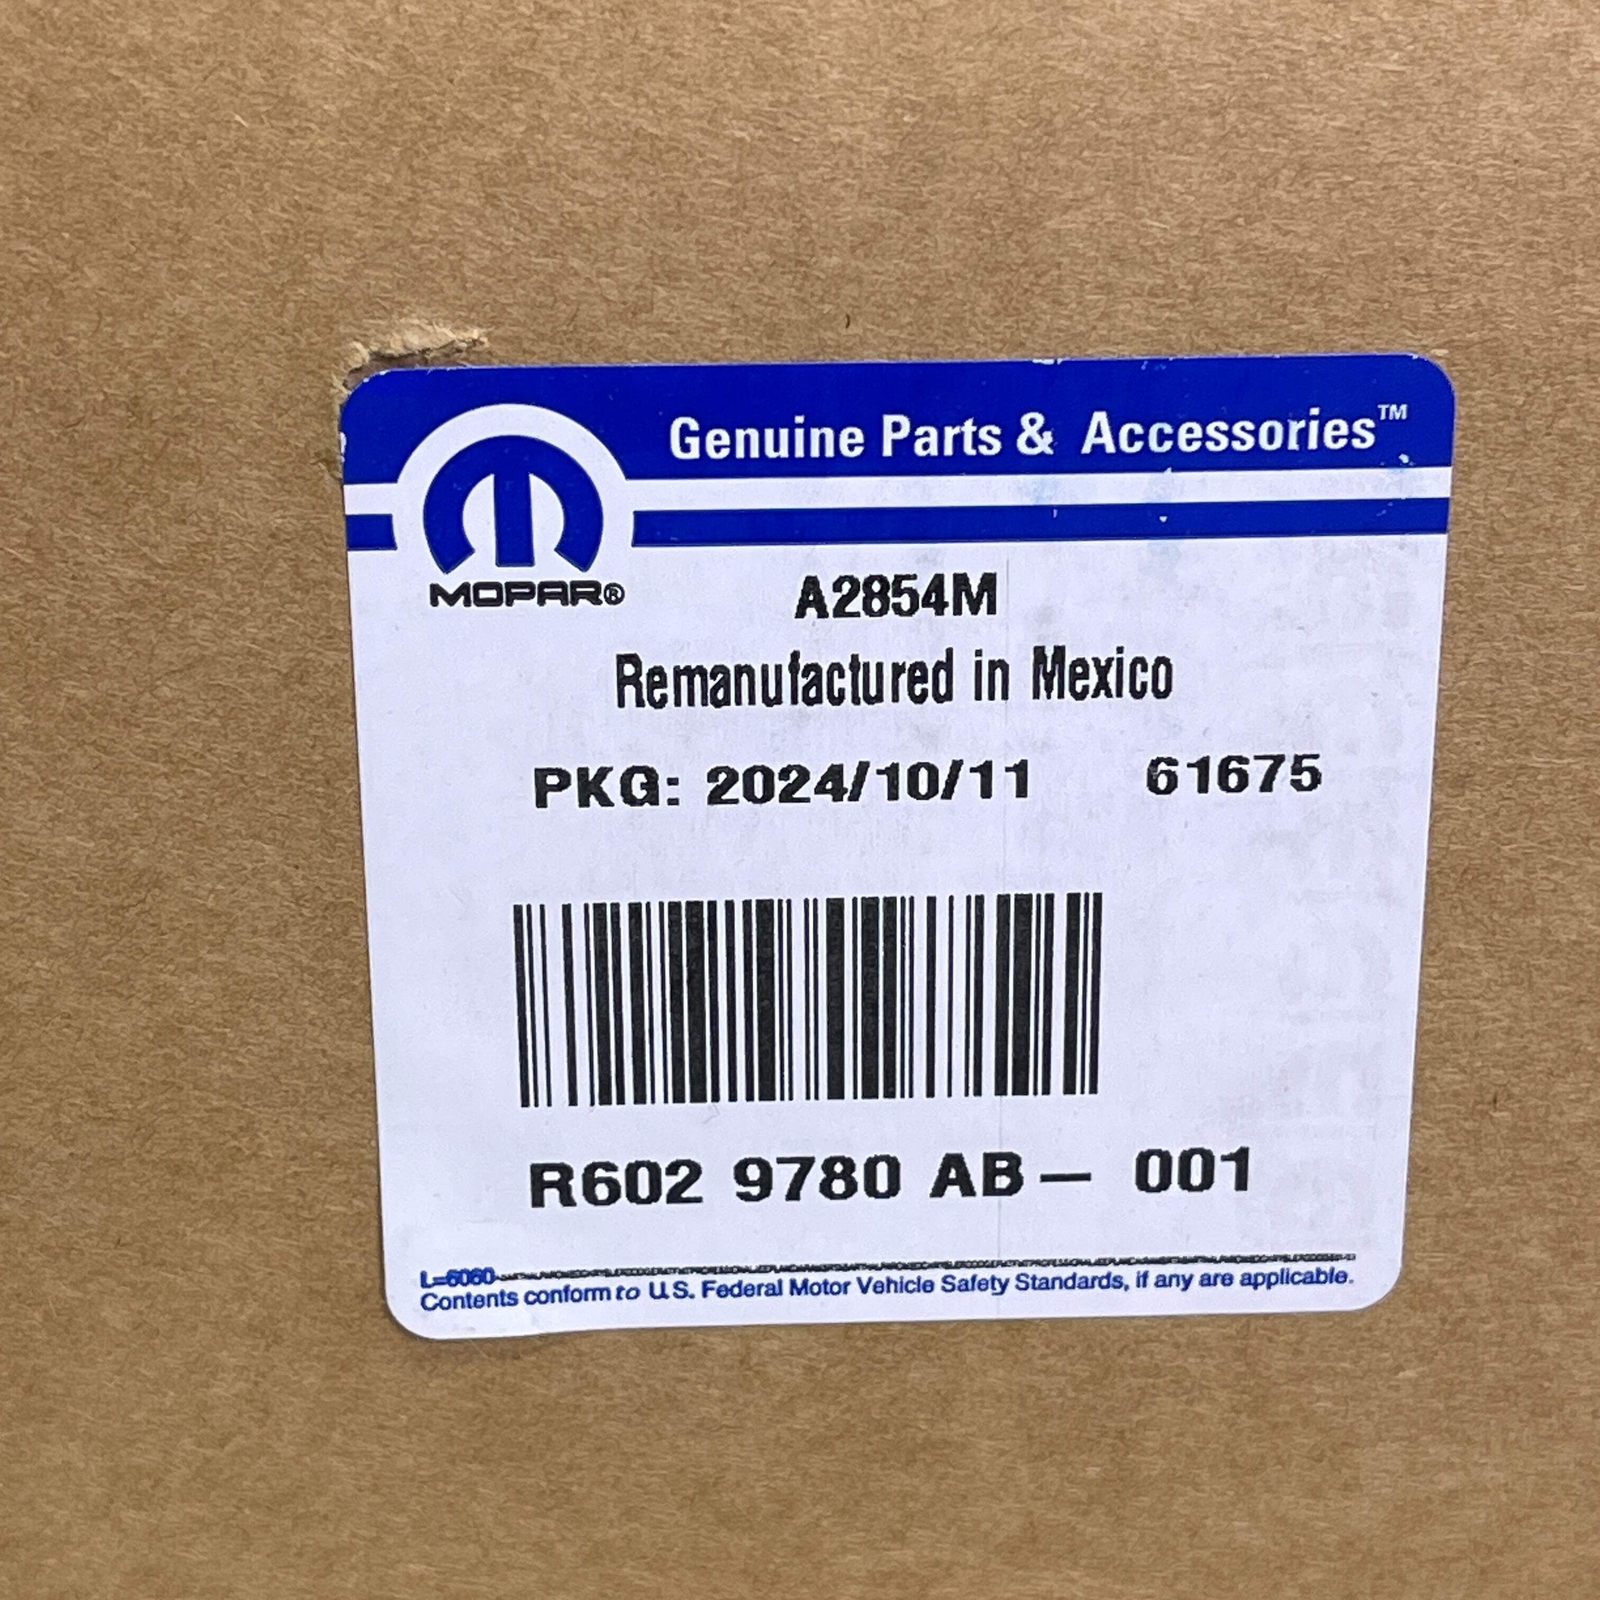 Genuine Parts & Accessories™
MOPAR®
A2854M
Remanufactured in Mexico
PKG: 2024/10/11 61675
R602 9780 AB— 001
L=6060
Contents conform to U.S. Federal Motor Vehicle Safety Standards, if any are applicable.